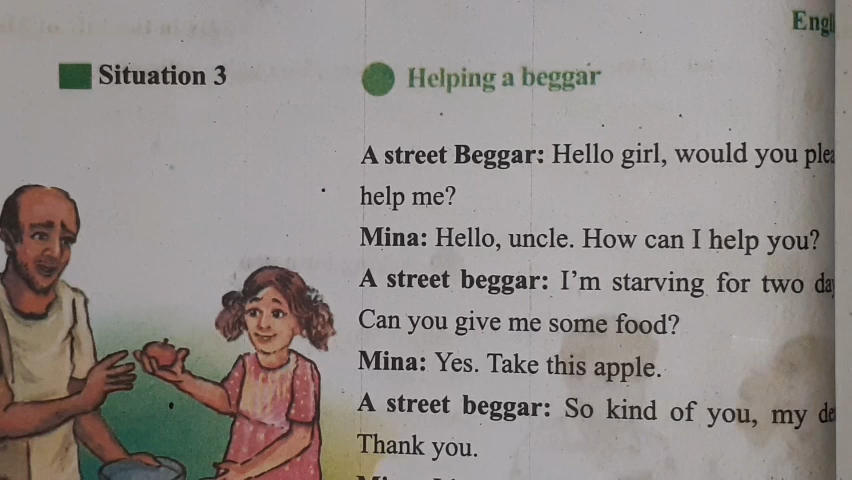 Situation 3
Helping a beggar
A street Beggar: Hello girl, would you
help me?
Mina: Hello, uncle. How can I help you?
A street beggar: I'm starving for two
Can you give me some food?
Mina: Yes. Take this apple.
A street beggar: So kind of you, my
Thank you.